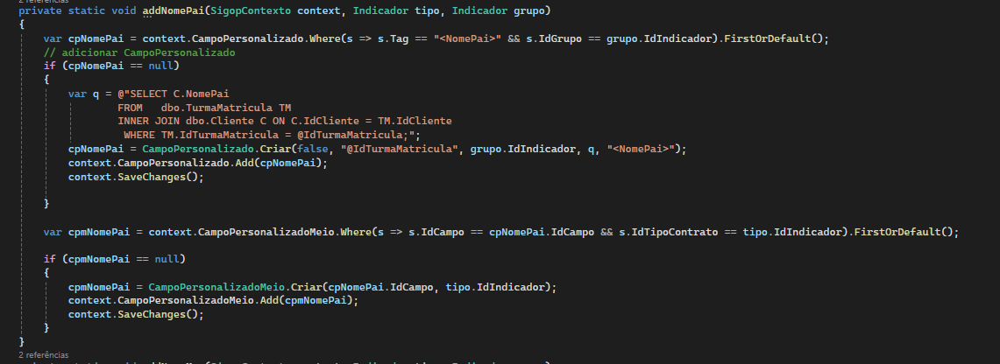 2 referências
private static void addNomePai(SigopContexto context, Indicador tipo, Indicador grupo)
{
var cpNomePai = context.CampoPersonalizado.Where(s => s.Tag == "<NomePai>" && s.IdGrupo == grupo.IdIndicador).FirstOrDefault();
// adicionar CampoPersonalizado
if (cpNomePai == null)
{
var q = @"SELECT C.NomePai
FROM dbo.TurmaMatricula TM
INNER JOIN dbo.Cliente C ON C.IdCliente = TM.IdCliente
WHERE TM.IdTurmaMatricula = @IdTurmaMatricula;";
cpNomePai = CampoPersonalizado.Criar(false, "@IdTurmaMatricula", grupo.IdIndicador, q, "<NomePai>");
context.CampoPersonalizado.Add(cpNomePai);
context.SaveChanges();
}
var cpmNomePai = context.CampoPersonalizadoMeio.Where(s => s.IdCampo == cpNomePai.IdCampo && s.IdTipoContrato == tipo.IdIndicador).FirstOrDefault();
if (cpmNomePai == null)
{
cpmNomePai = CampoPersonalizadoMeio.Criar(cpNomePai.IdCampo, tipo.IdIndicador);
context.CampoPersonalizadoMeio.Add(cpmNomePai);
context.SaveChanges();
}
}
2 referências